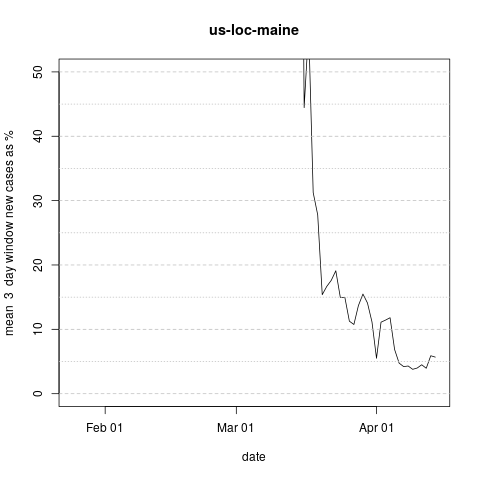 us-loc-maine
mean 3 day window new cases as %
50
40
30
20
10
0
Feb 01
Mar 01
Apr 01
date